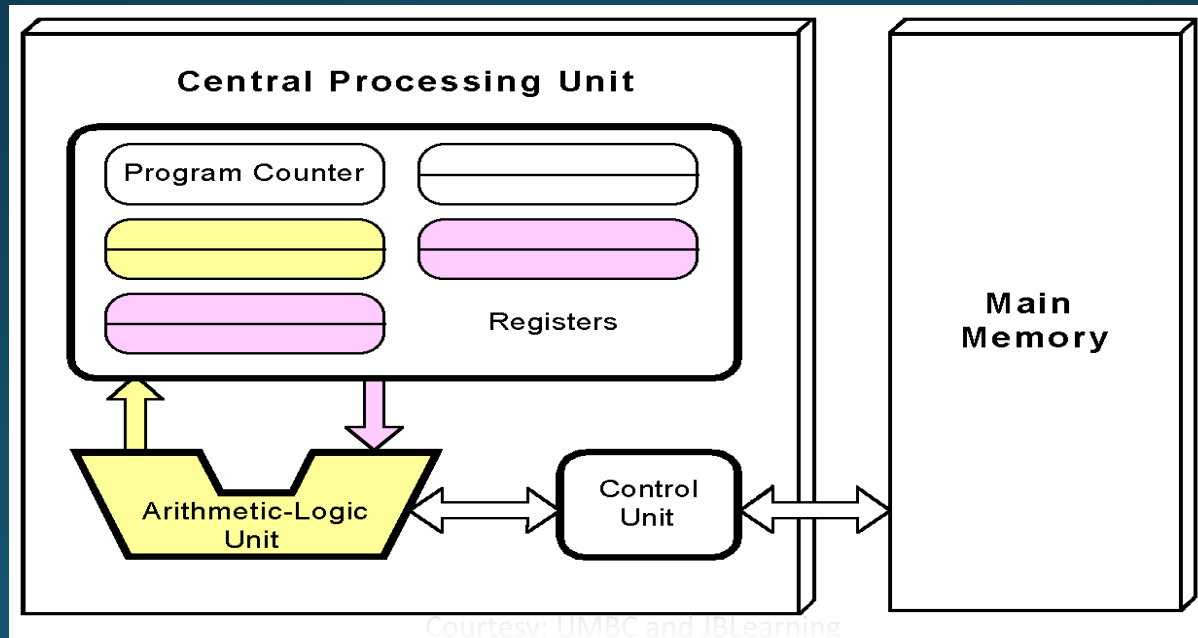 Central Processing Unit
Program Counter
Registers
Main
Memory
Arithmetic-Logic
Unit
Control
Unit
Courtesy: UMBC and JBLearning